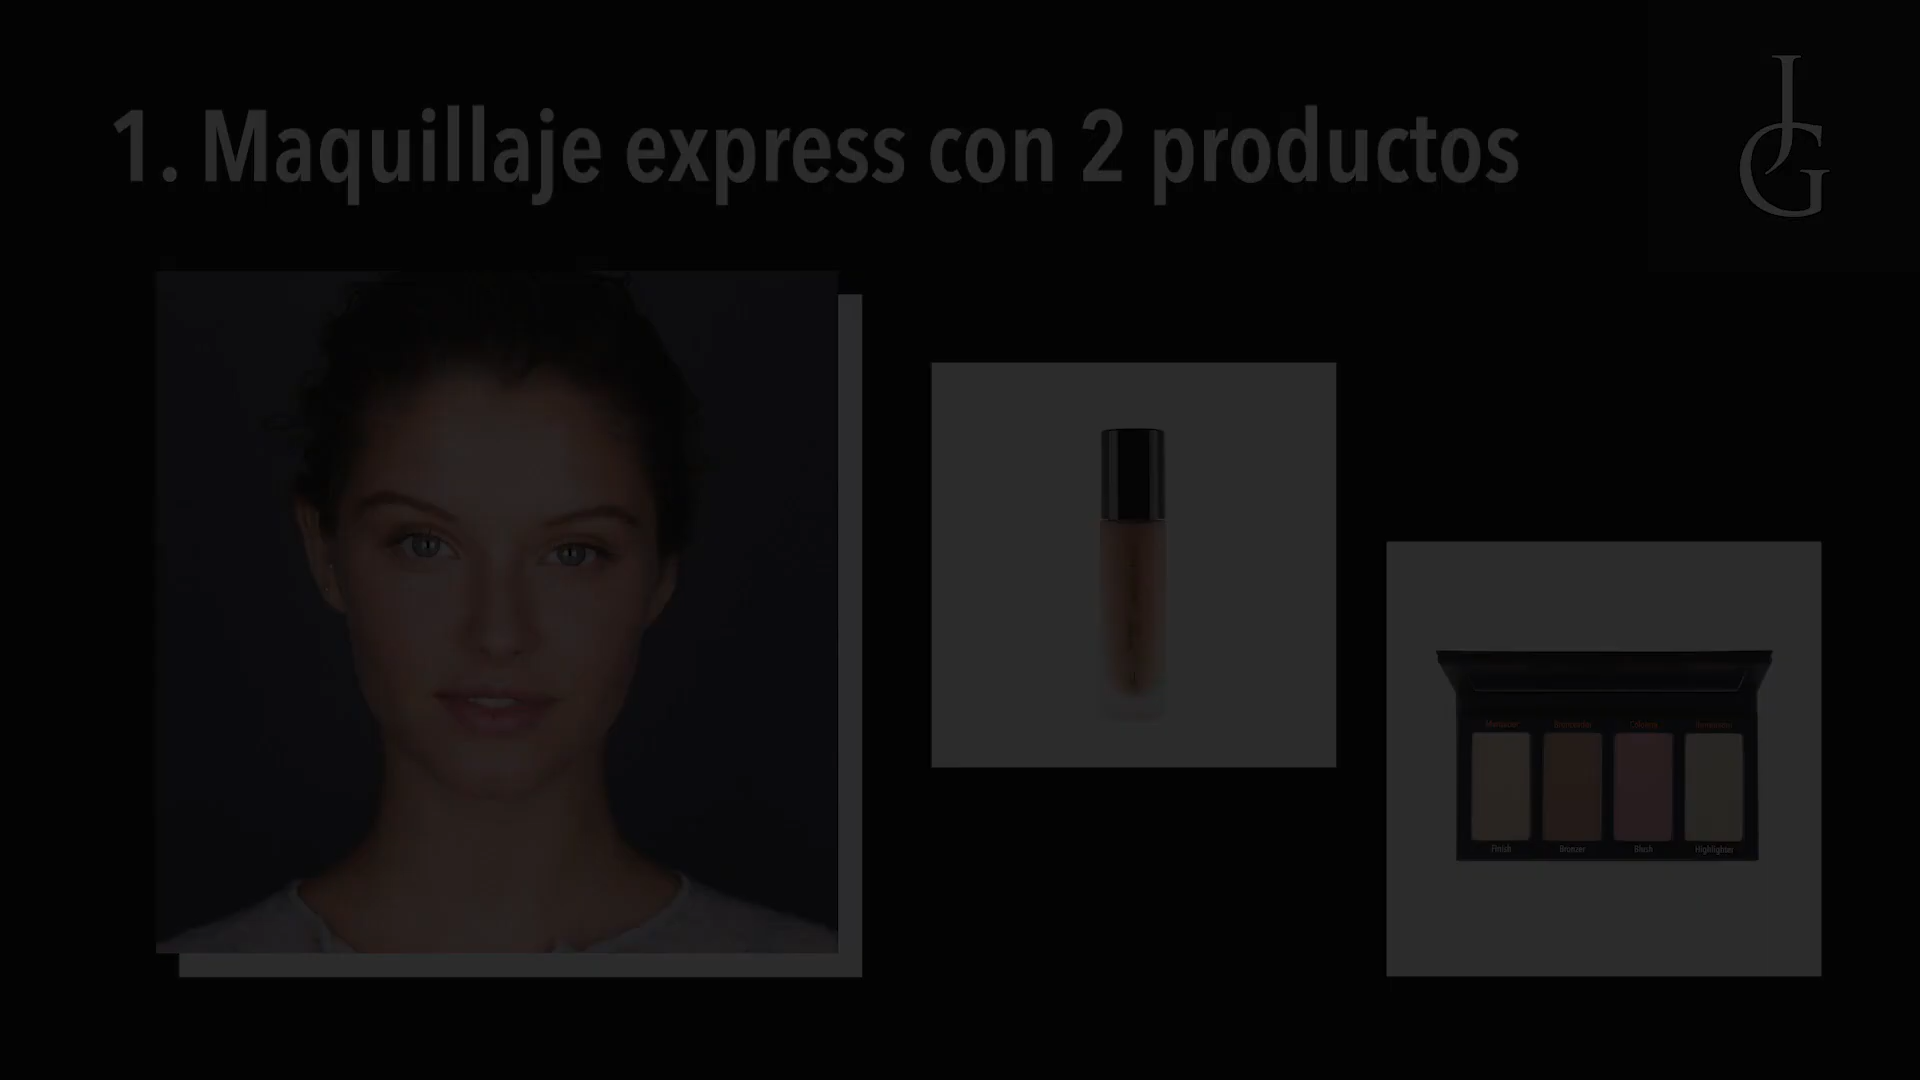 1. Maquillaje express con 2 productos
JG
Finish Bronzer Blush Highlighter